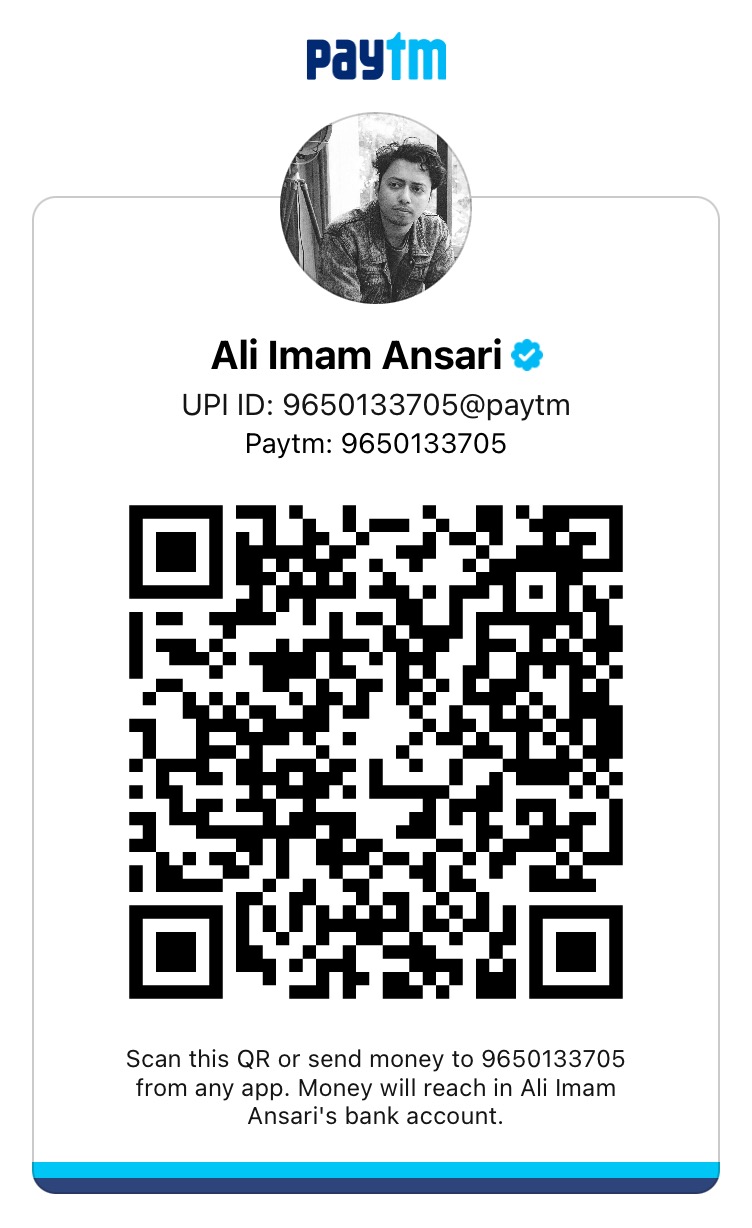 paytm
Ali Imam Ansari
UPI ID: 9650133705@paytm
Paytm: 9650133705
Scan this QR or send money to 9650133705
from any app. Money will reach in Ali Imam
Ansari's bank account.